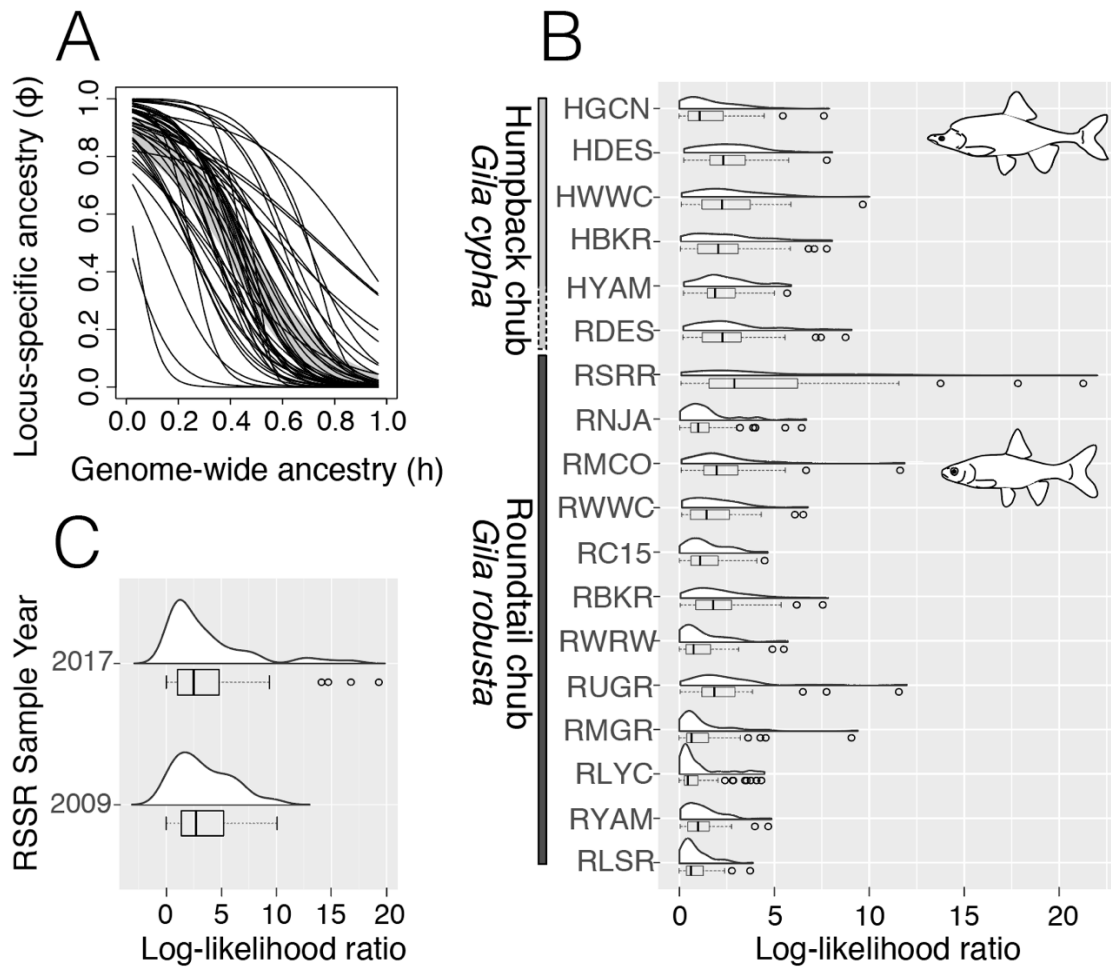 A
Locus-specific ancestry (ϕ)
0.0 0.2 0.4 0.6 0.8 1.0
0.0 0.2 0.4 0.6 0.8 1.0
Genome-wide ancestry (h)
B
Humpback chub
Gila cypha
Roundtail chub
Gila robusta
HGCN
HDES
HWWC
HBKR
HYAM
RDES
RSRR
RNJA
RMCO
RWWC
RC15
RBKR
RWRW
RUGR
RMGR
RLYC
RYAM
RLSR
0 5 10 15 20
Log-likelihood ratio
C
RSSR Sample Year
2017
2009
0 5 10 15 20
Log-likelihood ratio